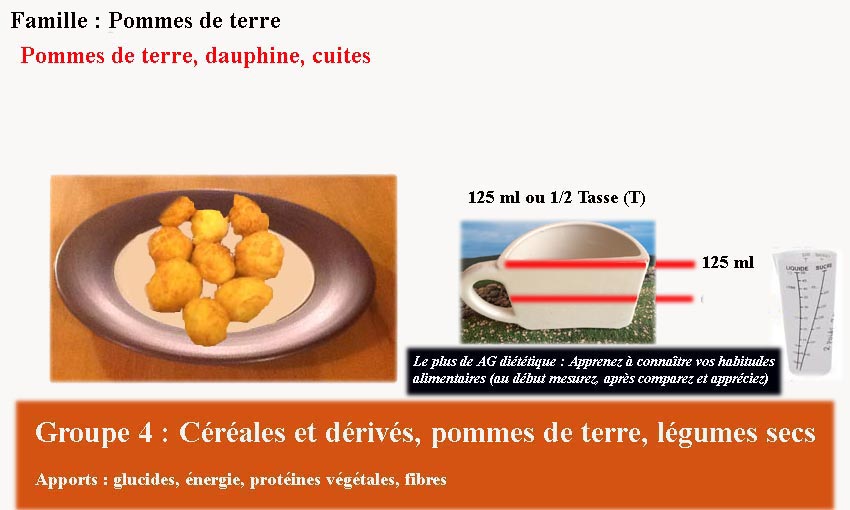 Famille : Pommes de terre
Pommes de terre, dauphine, cuites
125 ml ou 1/2 Tasse (T)
125 ml
LIQUIDE SUCRE
Le plus de AG diététique : Apprenez à connaître vos habitudes
alimentaires (au début mesurez, après comparez et appréciez)
Groupe 4 : Céréales et dérivés, pommes de terre, légumes secs
Apports : glucides, énergie, protéines végétales, fibres